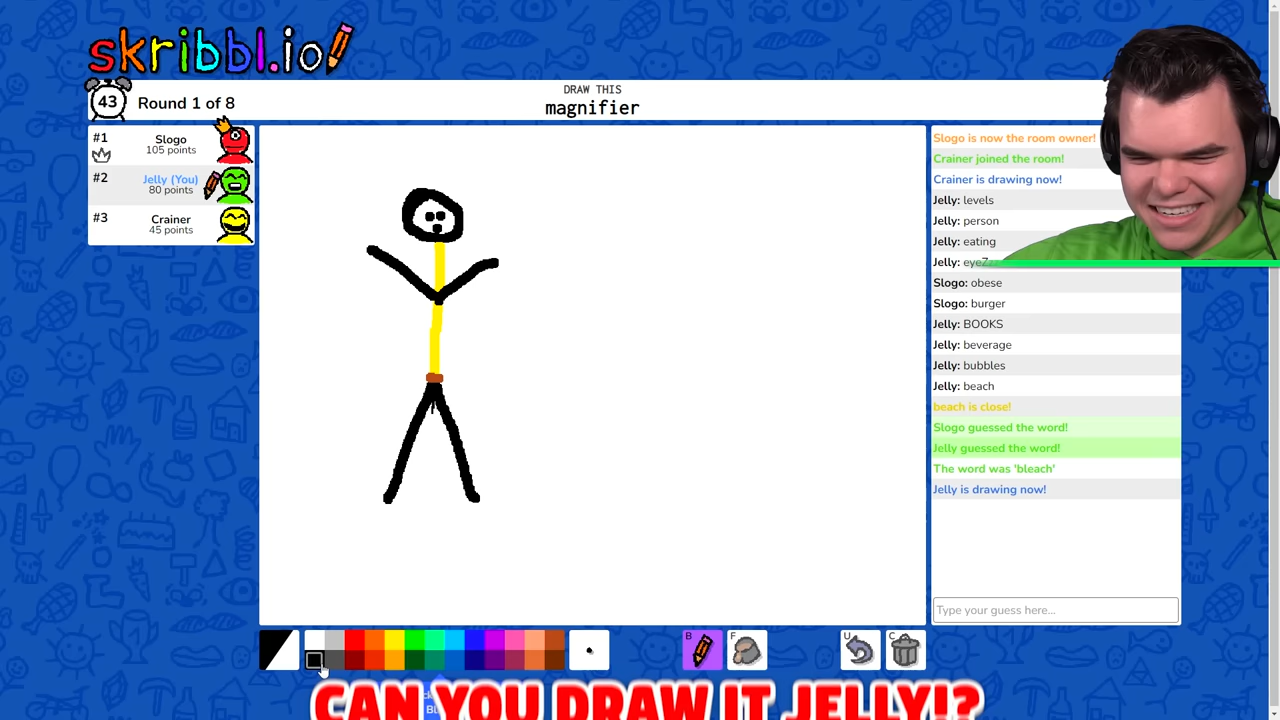 skribbl.io
43
Round 1 of 8
DRAW THIS
magnifier
#1
Slogo
105 points
#2
Jelly (You)
80 points
#3
Crainer
45 points
Slogo is now the room owner!
Crainer joined the room!
Crainer is drawing now!
Jelly: levels
Jelly: person
Jelly: eating
Jelly:
Slogo: obese
Slogo: burger
Jelly: BOOKS
Jelly: beverage
Jelly: bubbles
Jelly: beach
beach is close!
Slogo guessed the word!
Jelly guessed the word!
The word was 'bleach'
Jelly is drawing now!
Type your guess here...
B
F
U
C
CAN YOU DRAW IT JELLY!?